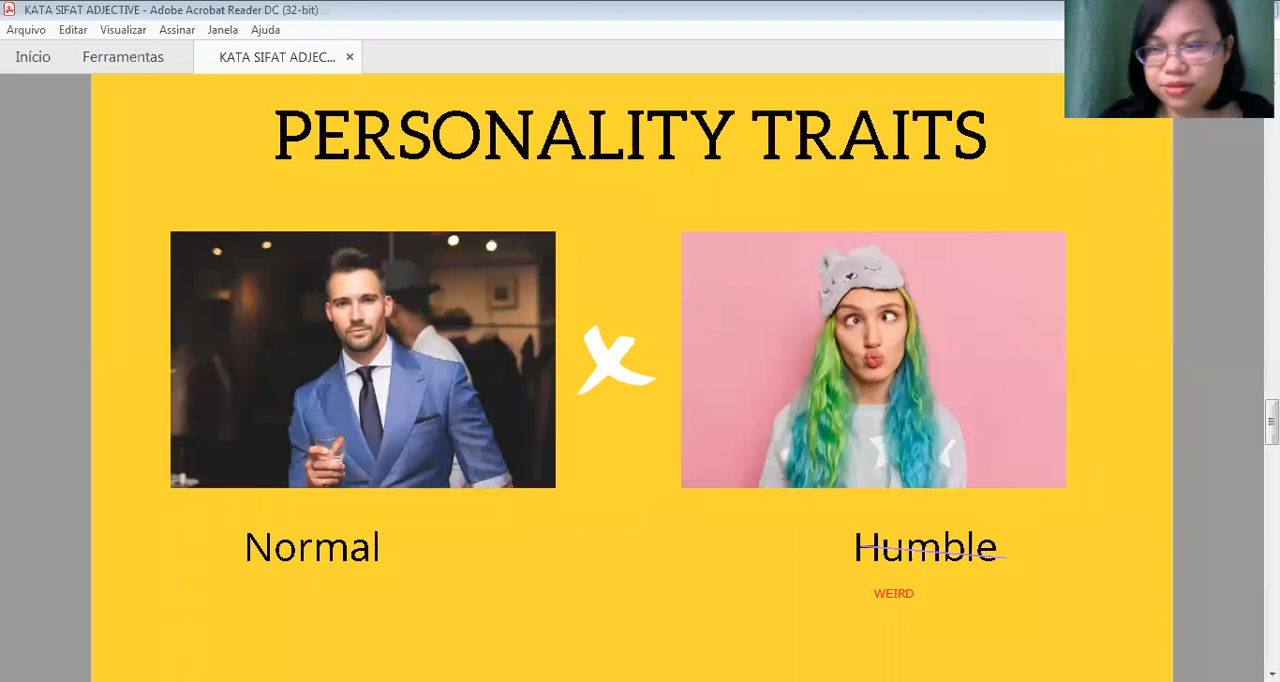 KATA SIFAT ADJECTIVE - Adobe Acrobat Reader DC (32-bit)
Arquivo Editar Visualizar Assinar Janela Ajuda
Início Ferramentas KATA SIFAT ADJEC... ×
PERSONALITY TRAITS
Normal
Humble
WEIRD